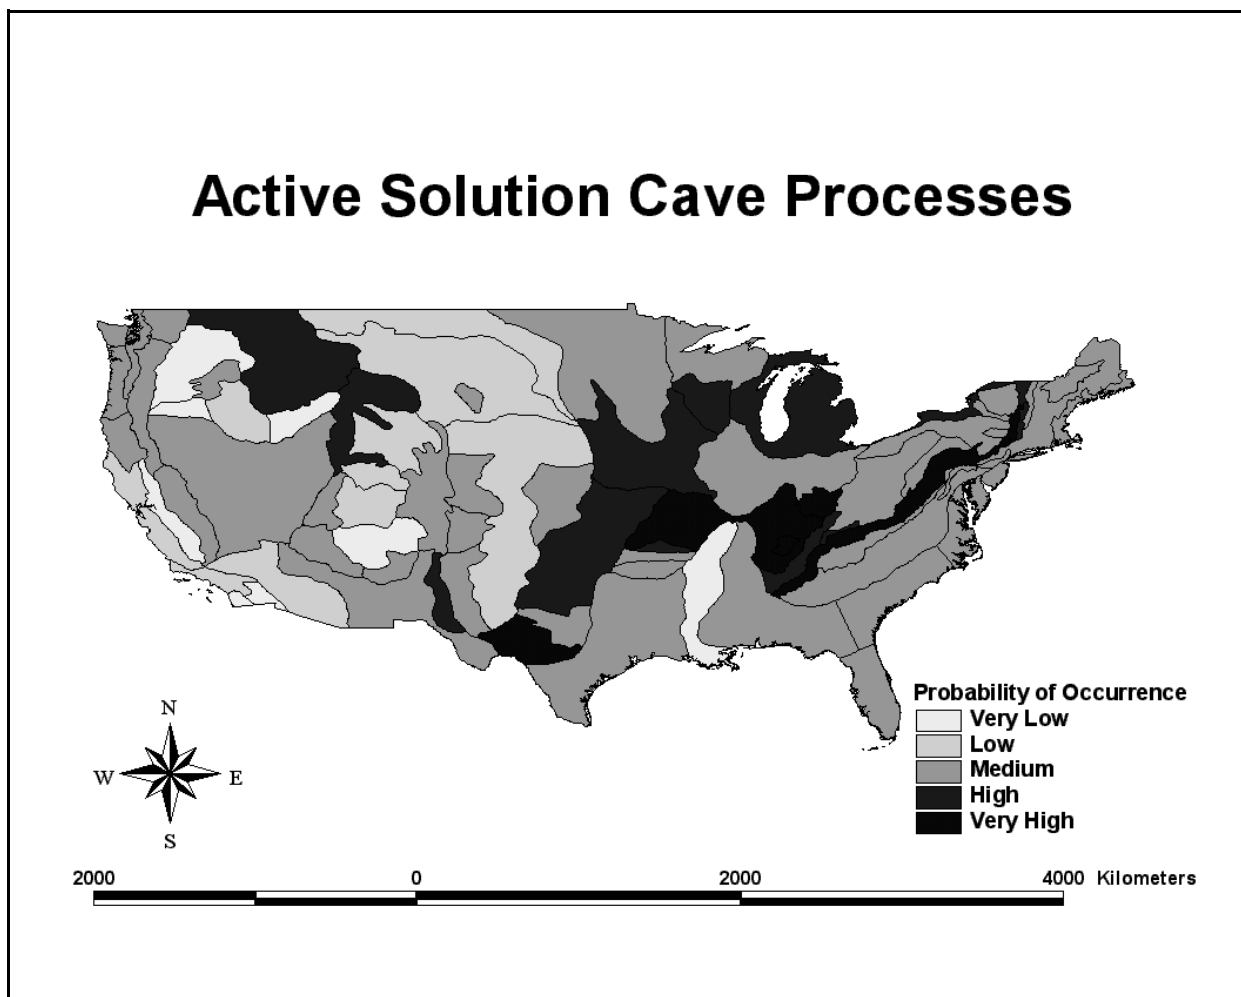 Active Solution Cave Processes
Probability of Occurrence
Very Low
Low
Medium
High
Very High
N
W E
S
2000 0 2000 4000 Kilometers